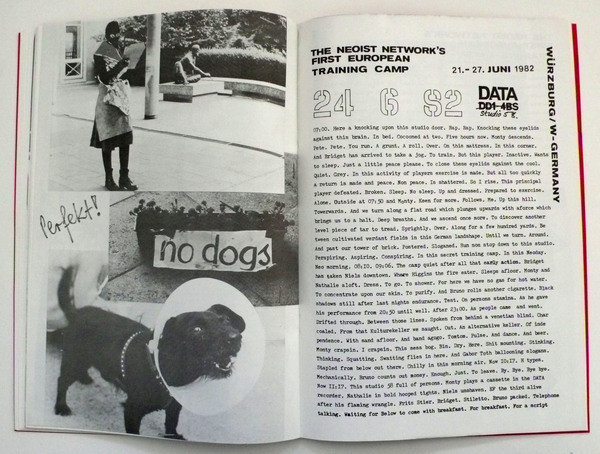 Perfekt!
no dogs
THE NEOIST NETWORK'S
FIRST EUROPEAN
TRAINING CAMP
21.-27. JUNI 1982
WÜRZBURG/W-GERMANY
24 6 82
DATA
DD1 4BS
Studio 58.
07:00. Here a knocking upon this studio door. Rap. Rap. Knocking these eyelids
against this brain. In bed. Cocooned at two. Five hours now. Monty descends.
Pete. Pete. You run. A grunt. A roll. Over. On this mattress. In this corner.
And Bridget has arrived to take a jog. To train. But this player. Inactive. Wants
to sleep. Just a little peace please. To close these eyelids against the cool.
Quiet. Grey. In this activity of players exercise is made. But all too quickly
a return is made and peace. Non peace. Is shattered. So I rise. This principal
player defeated. Broken. Sleep. No sleep. Up and dressed. Prepared to exercise.
Alone. Outside at 07:30 and Monty. Keen for more. Follows. Me. Up this hill.
Towerwards. And we turn along a flat road which plunges upwards with aforce which
brings us to a halt. Deep breaths. And we ascend once more. To discover another
level piece of tar to tread. Sprightly. Over. Along for a few hundred yards. Be
tween cultivated verdant fields in this German landshape. Until we turn. Around.
And past our tower of brick. Postered. Sloganed. Run non stop down to this studio.
Perspiring. Aspiring. Conspiring. In this secret training camp. In this Neoday.
Neo morning. 08:10. 09:06. The camp quiet after all that early action. Bridget
has taken Niels downtown. Where Higgins the fire eater. Sleeps afloor. Monty and
Nathalie aloft. Dress. To go. To shower. For here we have no gas for hot water.
To concentrate upon our skin. To purify. And Bruno rolls another cigarette. Black
shadows still after last nights endurance. Test. On persons stamina. As he gave
his performance from 20:30 until well. After 23:00. As people came and went.
Drifted through. Between those lines. Spoken from behind a venetian blind. Char
coaled. From that Kulturekeller we caught. Out. An alternative keller. Of inde
pendence. With sand afloor. And band agogo. Tomtom. Pulse. And dance. And beer.
Monty crapsin. I crapsin. This neos bog. Bin. Dry. Here. Shit mounting. Thinking.
Thinking. Squatting. Swatting flies in here. And Gabor Toth ballooning slogans.
Stapled from below out there. Chilly in this morning air. Now 10:17. H types.
Mechanically. Bruno counts out money. Enough. Just. To leave. By. Bye. Bye bye.
Now 11:17. This studio 58 full of persons. Monty plays a cassette in the DATA
recorder. Nathalie in bold hooped tights. Niels unshaven. EP the third alive
after his flaming wrangle. Fritz Stier. Bridget. Stiletto. Bruno packed. Telephone
talking. Waiting for Below to come with breakfast. For breakfast. For a script